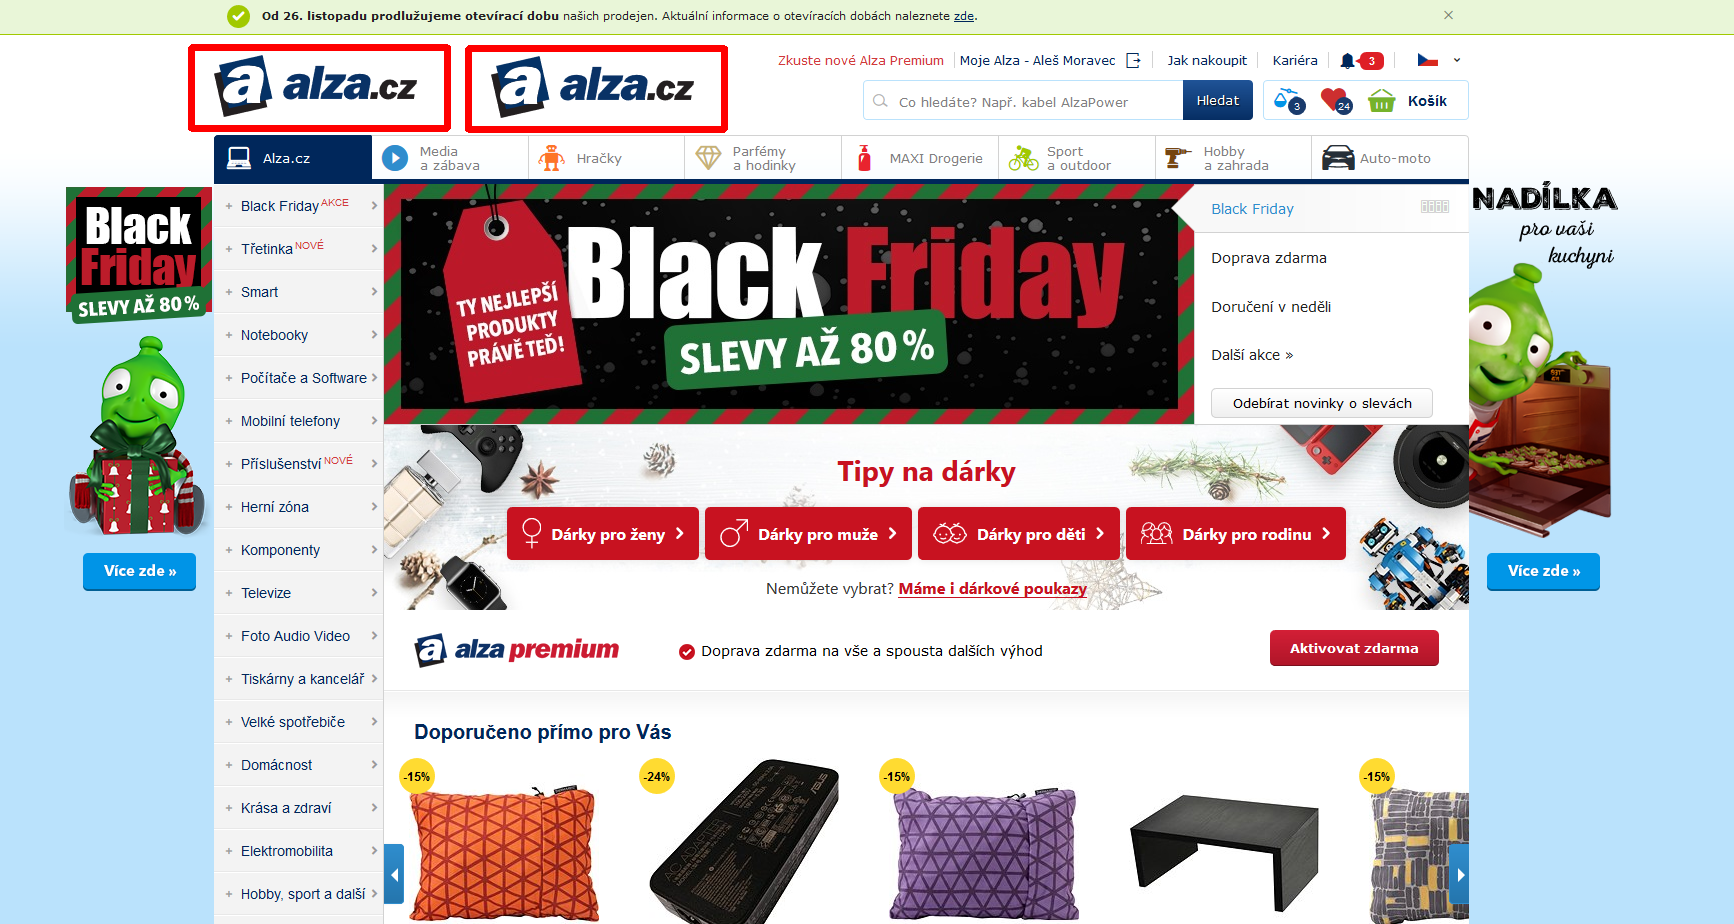 Od 26. listopadu prodlužujeme otevírací dobu našich prodejen. Aktuální informace o otevíracích dobách naleznete zde.
alza.cz
alza.cz
Zkuste nové Alza Premium
Moje Alza - Aleš Moravec
Jak nakoupit
Kariéra
3
Co hledáte? Např. kabel AlzaPower
Hledat
3
24
Košík
Alza.cz
Media
a zábava
Hračky
Parfémy
a hodinky
MAXI Drogerie
Sport
a outdoor
Hobby
a zahrada
Auto-moto
Black Friday
SLEVY AŽ 80 %
Více zde »
Black Friday AKCE
Třetinka NOVÉ
Smart
Notebooky
Počítače a Software
Mobilní telefony
Příslušenství NOVÉ
Herní zóna
Komponenty
Televize
Foto Audio Video
Tiskárny a kancelář
Velké spotřebiče
Domácnost
Krása a zdraví
Elektromobilita
Hobby, sport a další
TY NEJLEPŠÍ
PRODUKTY
PRÁVĚ TEĎ!
Black Friday
SLEVY AŽ 80 %
Black Friday
Doprava zdarma
Doručení v neděli
Další akce »
Odebírat novinky o slevách
NADÍLKA
pro vaši
kuchyni
Více zde »
Tipy na dárky
Dárky pro ženy
Dárky pro muže
Dárky pro děti
Dárky pro rodinu
Nemůžete vybrat? Máme i dárkové poukazy
alza premium
Doprava zdarma na vše a spousta dalších výhod
Aktivovat zdarma
Doporučeno přímo pro Vás
-15%
-24%
-15%
-15%
AC ADAPTER
ASUS